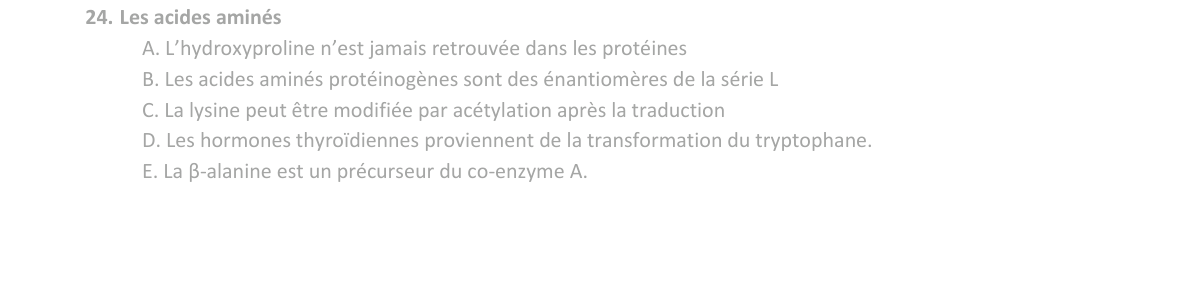 24. Les acides aminés
A. L’hydroxyproline n’est jamais retrouvée dans les protéines
B. Les acides aminés protéinogènes sont des énantiomères de la série L
C. La lysine peut être modifiée par acétylation après la traduction
D. Les hormones thyroïdiennes proviennent de la transformation du tryptophane.
E. La β-alanine est un précurseur du co-enzyme A.